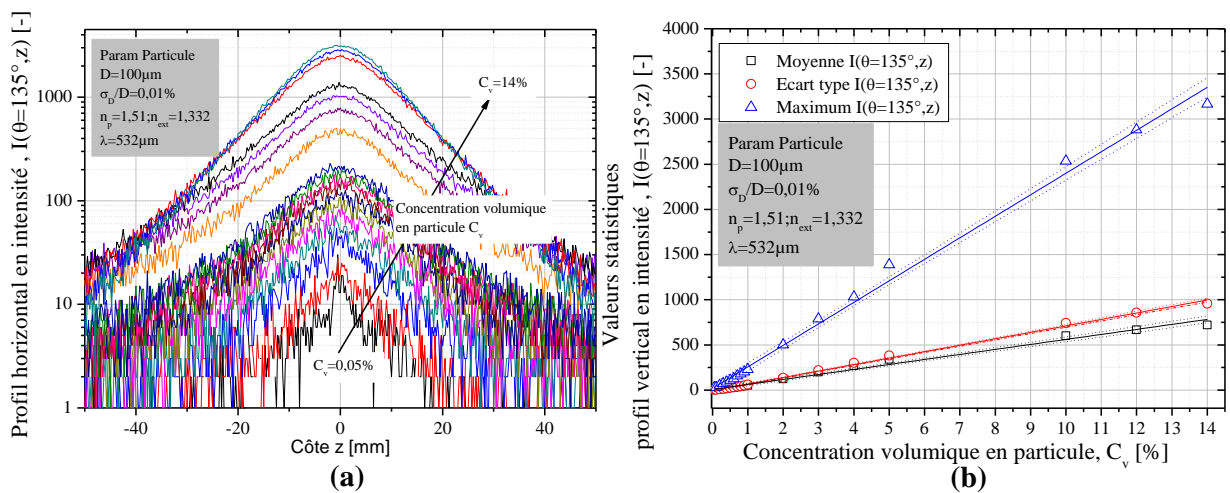 Profil horizontal en intensité , I(θ=135°,z) [-]
1000
100
10
1
Param Particule
D=100µm
σ_D/D=0,01%
n_p=1,51;n_ext=1,332
λ=532µm
C_v=14%
Concentration volumique
en particule C_v
C_v=0,05%
-40
-20
0
20
40
Côte z [mm]
(a)
Valeurs statistiques
profil vertical en intensité , I(θ=135°,z) [-]
4000
3500
3000
2500
2000
1500
1000
500
0
Moyenne I(θ=135°,z)
Ecart type I(θ=135°,z)
Maximum I(θ=135°,z)
Param Particule
D=100µm
σ_D/D=0,01%
n_p=1,51;n_ext=1,332
λ=532µm
0 1 2 3 4 5 6 7 8 9 10 11 12 13 14
Concentration volumique en particule, C_v [%]
(b)